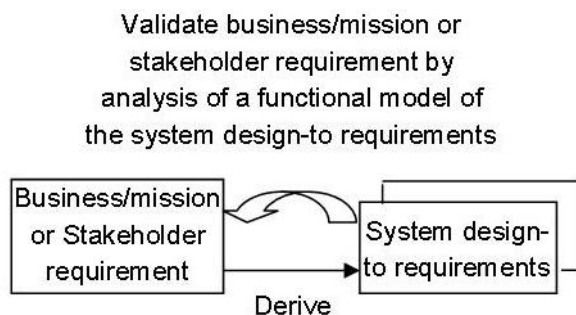 Validate business/mission or
stakeholder requirement by
analysis of a functional model of
the system design-to requirements
Business/mission
or Stakeholder
requirement
System design-
to requirements
Derive